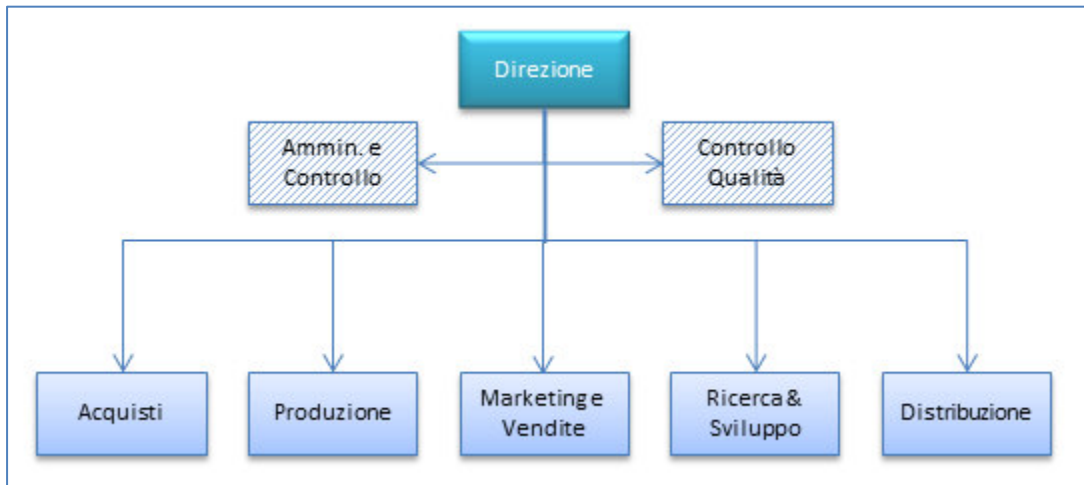 Direzione
Ammin. e
Controllo
Controllo
Qualità
Acquisti
Produzione
Marketing e
Vendite
Ricerca &
Sviluppo
Distribuzione